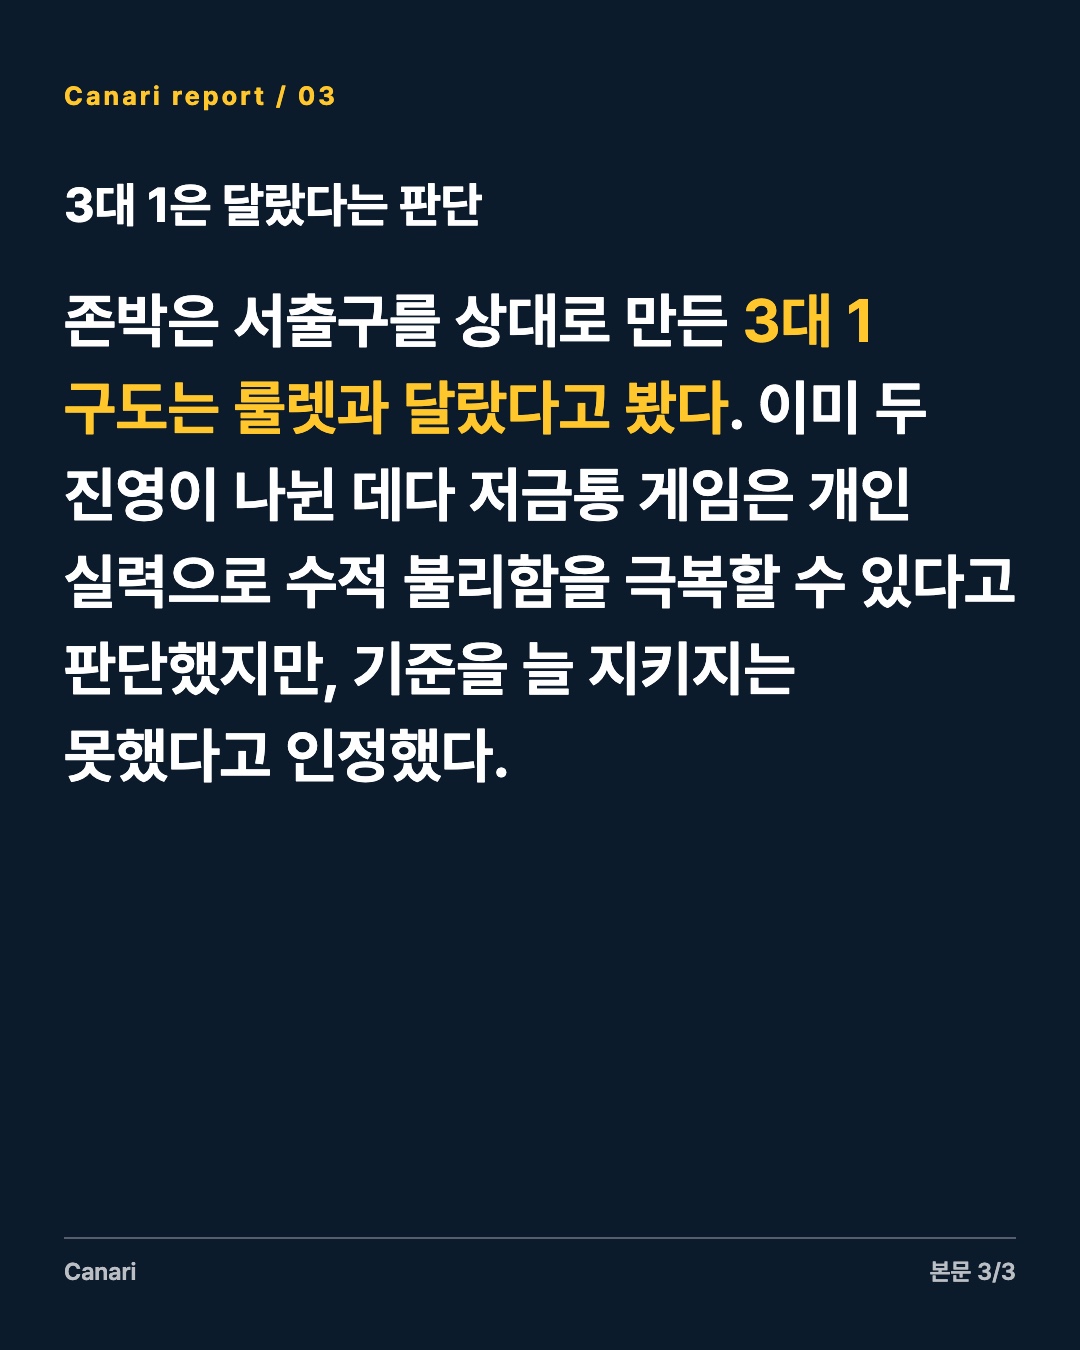 Canari report / 03
3대 1은 달랐다는 판단
존박은 서출구를 상대로 만든 3대 1
구도는 룰렛과 달랐다고 봤다. 이미 두
진영이 나뉜 데다 저금통 게임은 개인
실력으로 수적 불리함을 극복할 수 있다고
판단했지만, 기준을 늘 지키지는
못했다고 인정했다.
Canari
본문 3/3